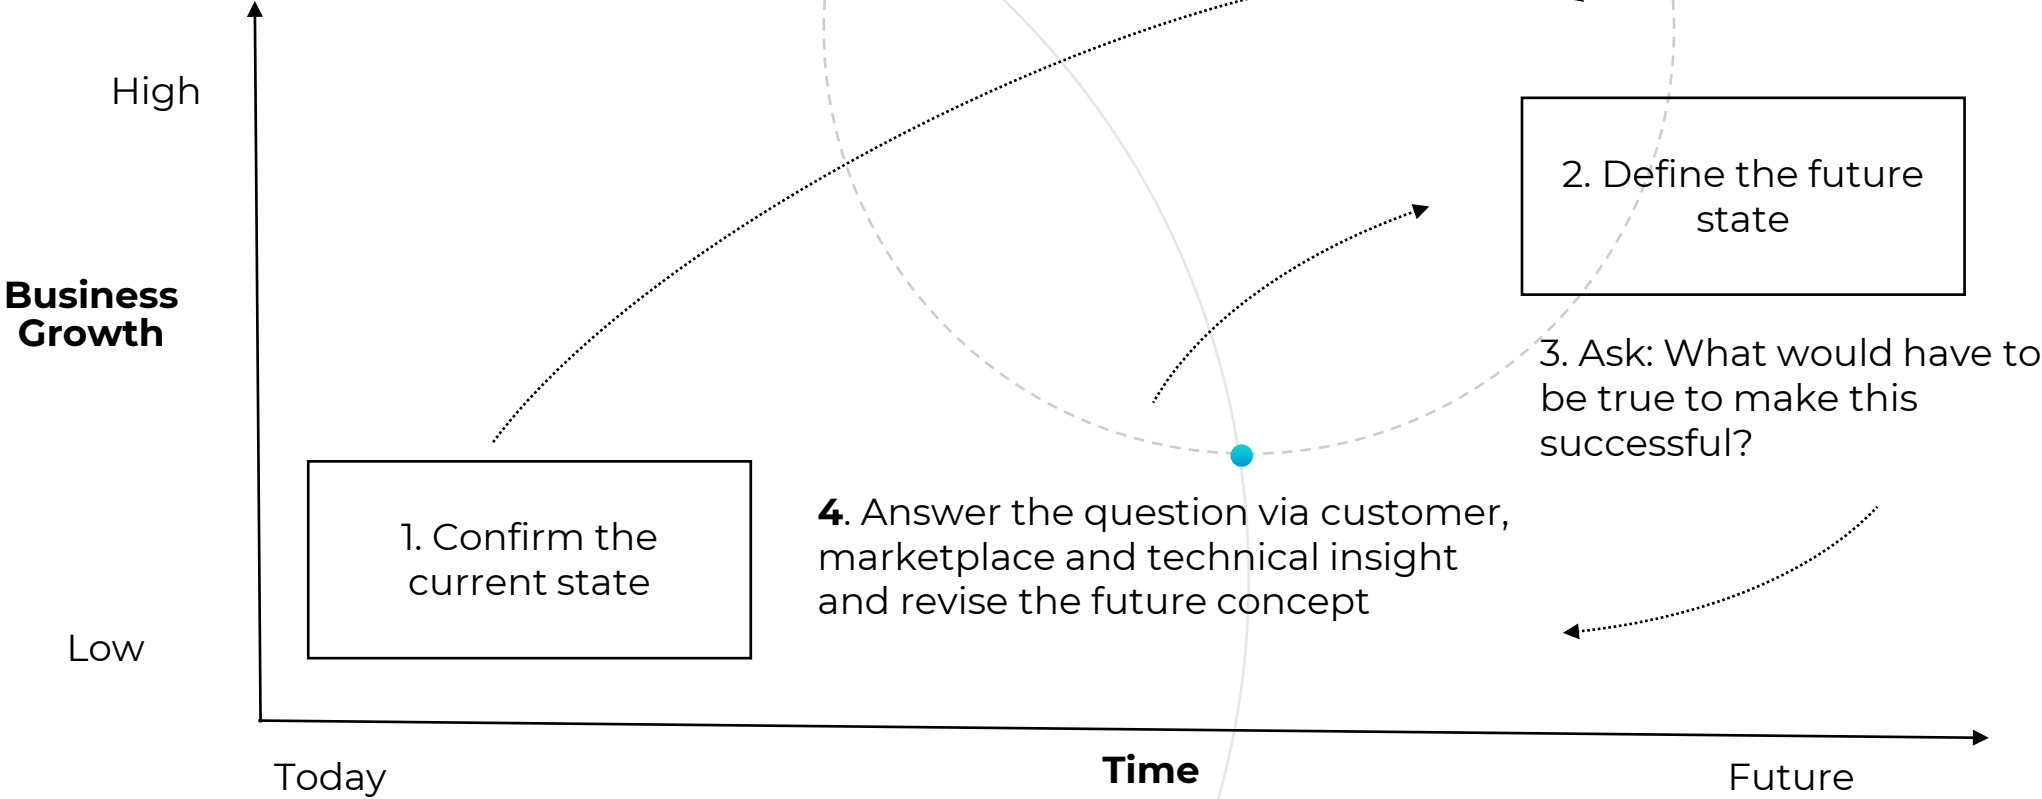 High
Business
Growth
Low
1. Confirm the
current state
2. Define the future
state
3. Ask: What would have to
be true to make this
successful?
4. Answer the question via customer,
marketplace and technical insight
and revise the future concept
Today
Time
Future